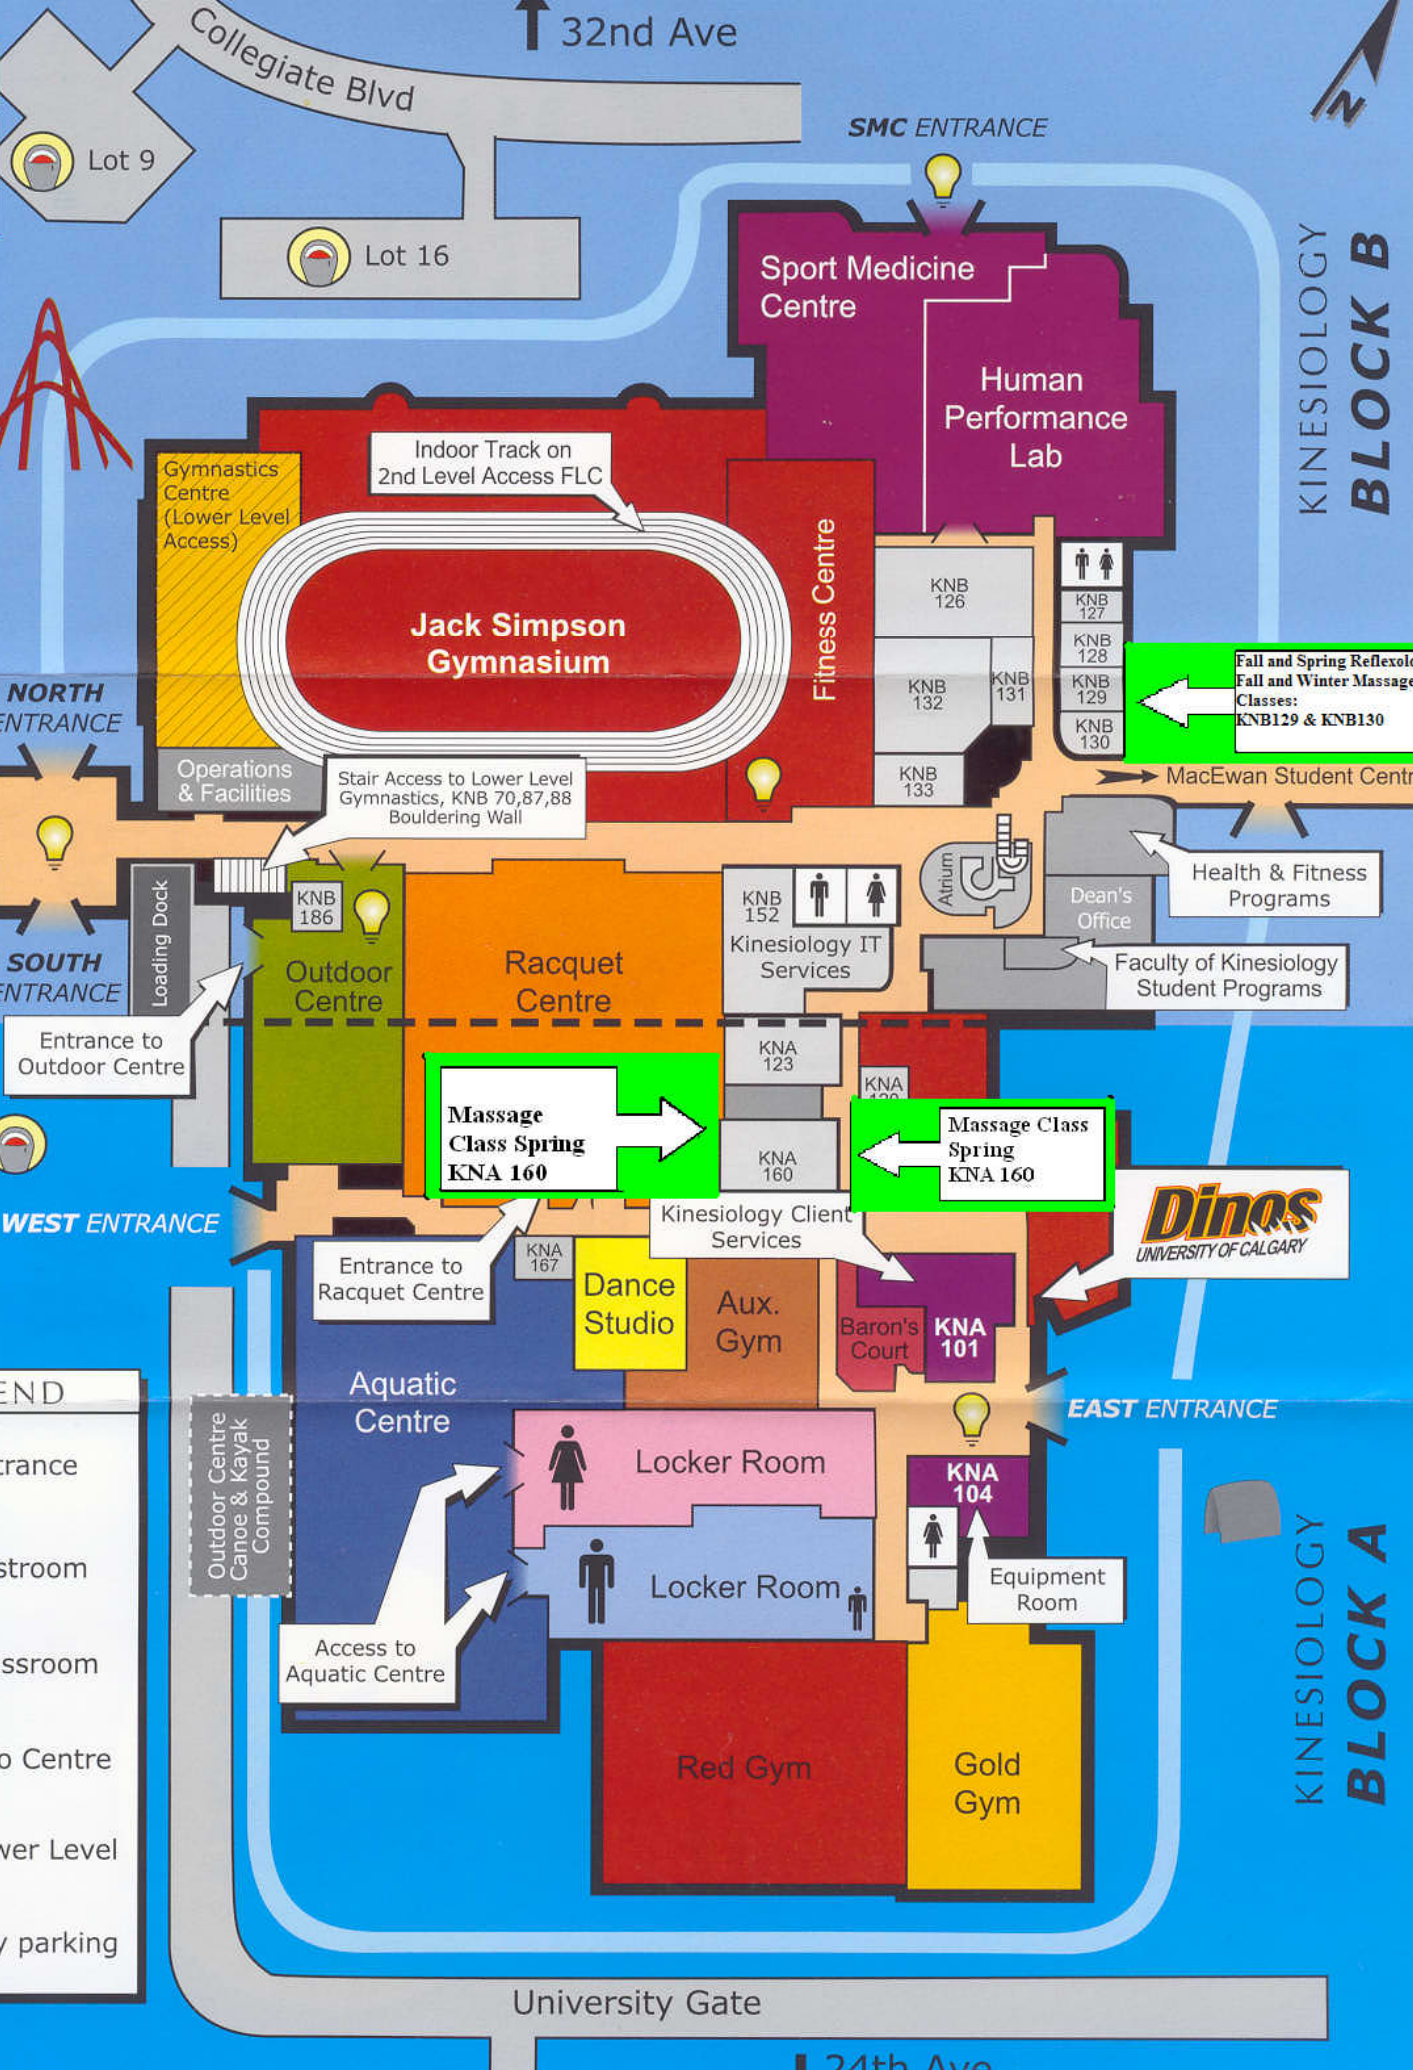 32nd Ave
Collegiate Blvd
Lot 9
Lot 16
SMC ENTRANCE
N
KINESIOLOGY
BLOCK B
Sport Medicine
Centre
Human
Performance
Lab
Indoor Track on
2nd Level Access FLC
Gymnastics
Centre
(Lower Level
Access)
Jack Simpson
Gymnasium
Fitness Centre
KNB
126
KNB
127
KNB
128
KNB
129
KNB
130
KNB
131
KNB
132
KNB
133
Fall and Spring Reflexolo
Fall and Winter Massage
Classes:
KNB129 & KNB130
MacEwan Student Centr
NORTH
ENTRANCE
Operations
& Facilities
Stair Access to Lower Level
Gymnastics, KNB 70,87,88
Bouldering Wall
Loading Dock
KNB
186
KNB
152
Kinesiology IT
Services
Atrium
Health & Fitness
Programs
Dean's
Office
Faculty of Kinesiology
Student Programs
SOUTH
ENTRANCE
Outdoor
Centre
Racquet
Centre
Entrance to
Outdoor Centre
KNA
123
KNA
Massage
Class Spring
KNA 160
KNA
160
Massage Class
Spring
KNA 160
Dinos
UNIVERSITY OF CALGARY
WEST ENTRANCE
Kinesiology Client
Services
Entrance to
Racquet Centre
KNA
167
Dance
Studio
Aux.
Gym
Baron's
Court
KNA
101
EAST ENTRANCE
Aquatic
Centre
Outdoor Centre
Canoe & Kayak
Compound
Locker Room
KNA
104
Locker Room
Equipment
Room
Access to
Aquatic Centre
Red Gym
Gold
Gym
KINESIOLOGY
BLOCK A
END
trance
stroom
ssroom
o Centre
wer Level
y parking
University Gate
24th Ave